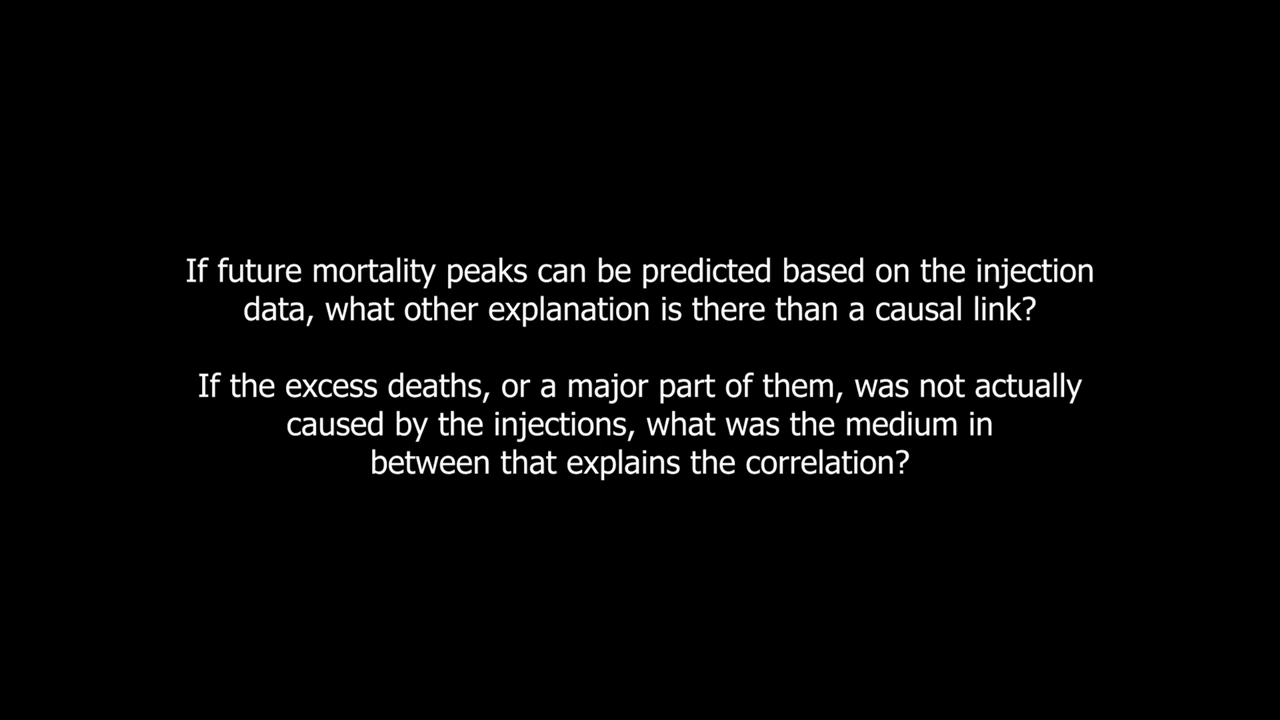 If future mortality peaks can be predicted based on the injection
data, what other explanation is there than a causal link?
If the excess deaths, or a major part of them, was not actually
caused by the injections, what was the medium in
between that explains the correlation?